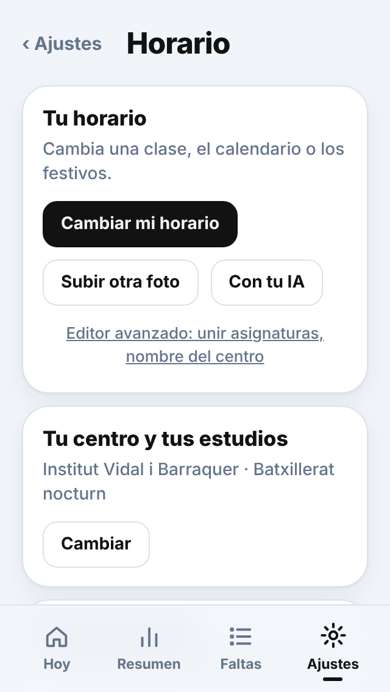 ‹ Ajustes Horario
Tu horario
Cambia una clase, el calendario o los
festivos.
Cambiar mi horario
Subir otra foto Con tu IA
Editor avanzado: unir asignaturas,
nombre del centro
Tu centro y tus estudios
Institut Vidal i Barraquer · Batxillerat
nocturn
Cambiar
Hoy Resumen Faltas Ajustes